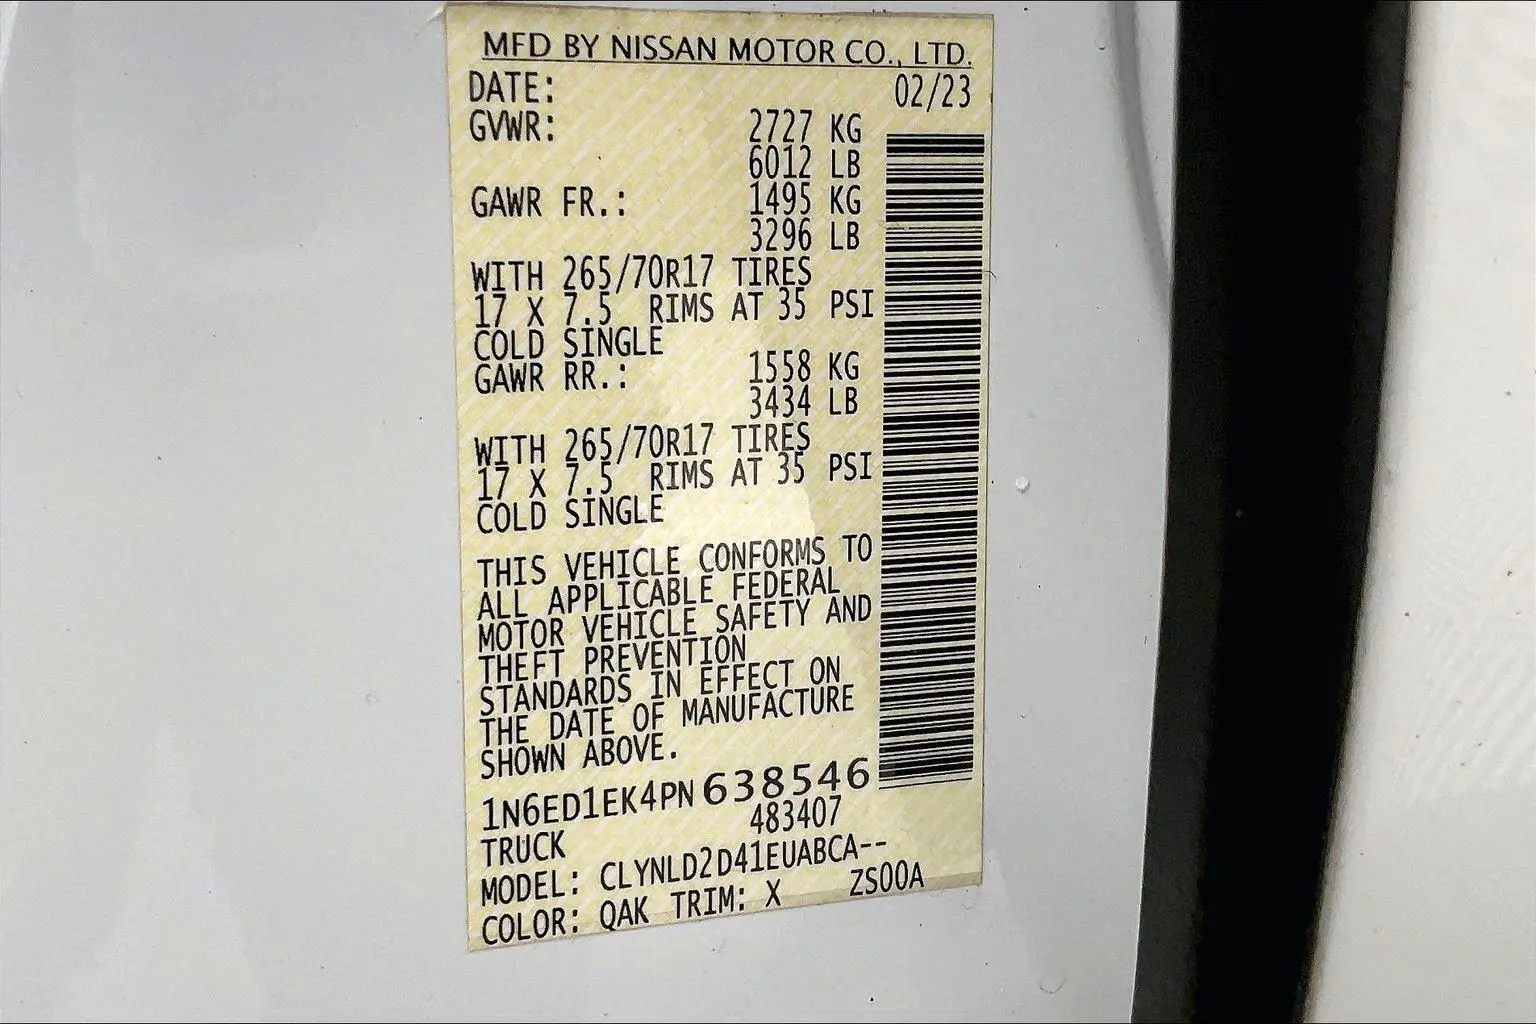 MFD BY NISSAN MOTOR CO., LTD.
DATE: 02/23
GVWR: 2727 KG
6012 LB
GAWR FR.: 1495 KG
3296 LB
WITH 265/70R17 TIRES
17 X 7.5 RIMS AT 35 PSI
COLD SINGLE
GAWR RR.: 1558 KG
3434 LB
WITH 265/70R17 TIRES
17 X 7.5 RIMS AT 35 PSI
COLD SINGLE
THIS VEHICLE CONFORMS TO
ALL APPLICABLE FEDERAL
MOTOR VEHICLE SAFETY AND
THEFT PREVENTION
STANDARDS IN EFFECT ON
THE DATE OF MANUFACTURE
SHOWN ABOVE.
1N6ED1EK4PN638546
TRUCK 483407
MODEL: CLYNLD2D41EUABCA--
COLOR: QAK TRIM: X ZS00A